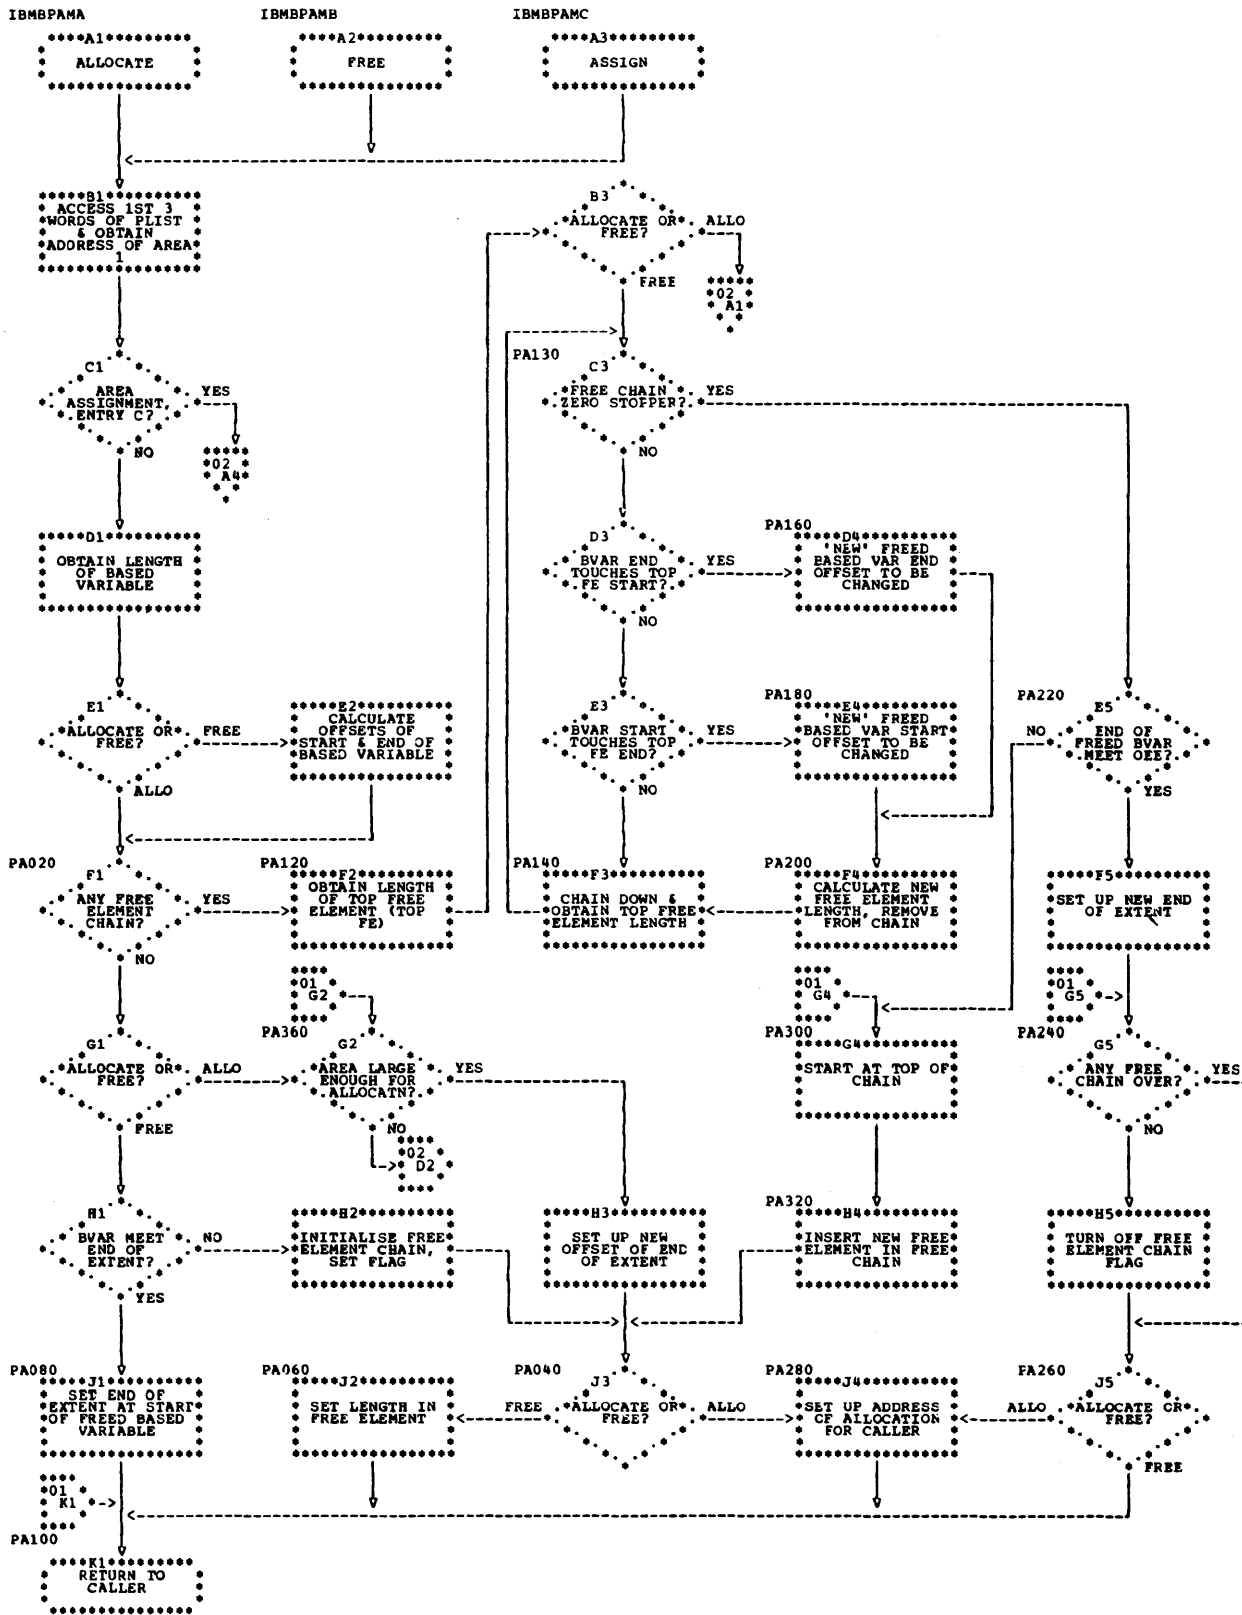 IBMBPAMA
IBMBPAMB
IBMBPAMC
A1
ALLOCATE
A2
FREE
A3
ASSIGN
B1
ACCESS 1ST 3
WORDS OF PLIST
& OBTAIN
ADDRESS OF AREA
1
B3
ALLOCATE OR
FREE?
ALLO
FREE
02
A1
C1
AREA
ASSIGNMENT,
ENTRY C?
YES
NO
02
A4
PA130
C3
FREE CHAIN
ZERO STOPPER?
YES
NO
D1
OBTAIN LENGTH
OF BASED
VARIABLE
D3
BVAR END
TOUCHES TOP
FE START?
YES
NO
PA160
D4
'NEW' FREED
BASED VAR END
OFFSET TO BE
CHANGED
E1
ALLOCATE OR
FREE?
FREE
ALLO
E2
CALCULATE
OFFSETS OF
START & END OF
BASED VARIABLE
E3
BVAR START
TOUCHES TOP
FE END?
YES
NO
PA180
E4
'NEW' FREED
BASED VAR START
OFFSET TO BE
CHANGED
PA220
E5
END OF
FREED BVAR
MEET OEE?
NO
YES
PA020
F1
ANY FREE
ELEMENT
CHAIN?
YES
NO
PA120
F2
OBTAIN LENGTH
OF TOP FREE
ELEMENT (TOP
FE)
PA140
F3
CHAIN DOWN &
OBTAIN TOP FREE
ELEMENT LENGTH
PA200
F4
CALCULATE NEW
FREE ELEMENT
LENGTH, REMOVE
FROM CHAIN
F5
SET UP NEW END
OF EXTENT
01
G2
01
G4
01
G5
G1
ALLOCATE OR
FREE?
ALLO
FREE
PA360
G2
AREA LARGE
ENOUGH FOR
ALLOCATN?
YES
NO
02
D2
PA300
G4
START AT TOP OF
CHAIN
PA240
G5
ANY FREE
CHAIN OVER?
YES
NO
H1
BVAR MEET
END OF
EXTENT?
NO
YES
H2
INITIALISE FREE
ELEMENT CHAIN,
SET FLAG
H3
SET UP NEW
OFFSET OF END
OF EXTENT
PA320
H4
INSERT NEW FREE
ELEMENT IN FREE
CHAIN
H5
TURN OFF FREE
ELEMENT CHAIN
FLAG
PA080
J1
SET END OF
EXTENT AT START
OF FREED BASED
VARIABLE
PA060
J2
SET LENGTH IN
FREE ELEMENT
PA040
J3
ALLOCATE OR
FREE?
FREE
ALLO
PA280
J4
SET UP ADDRESS
OF ALLOCATION
FOR CALLER
PA260
J5
ALLOCATE OR
FREE?
ALLO
FREE
01
K1
PA100
K1
RETURN TO
CALLER